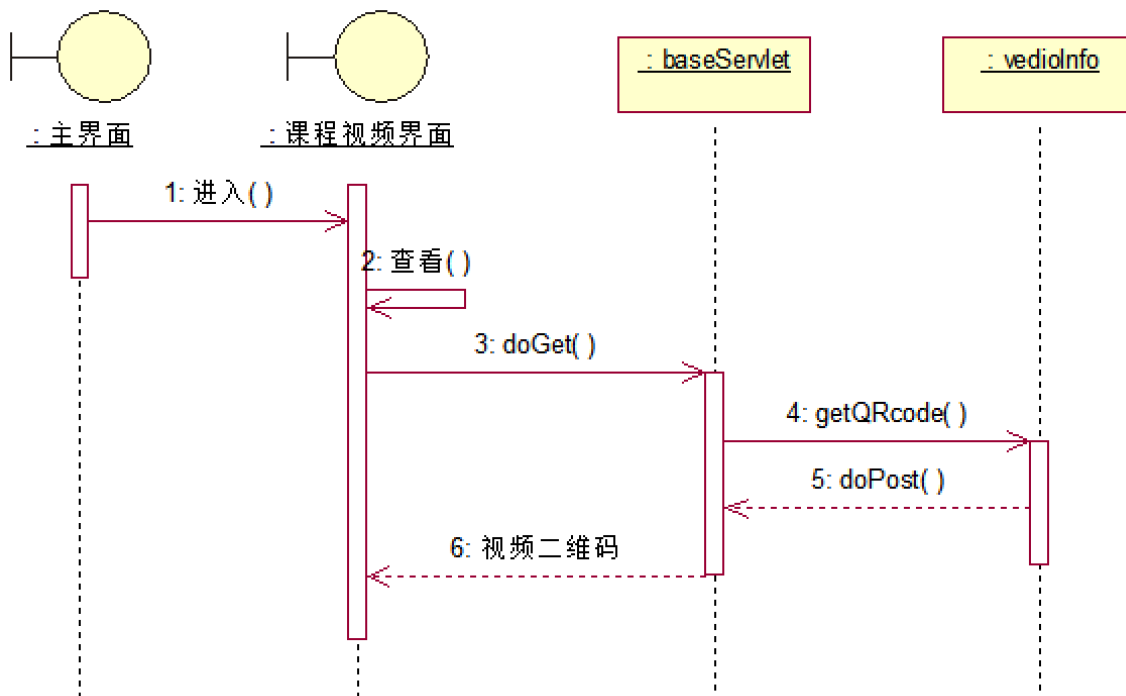 : baseServlet
: vedioInfo
: 主界面
: 课程视频界面
1: 进入( )
2: 查看( )
3: doGet( )
4: getQRcode( )
5: doPost( )
6: 视频二维码